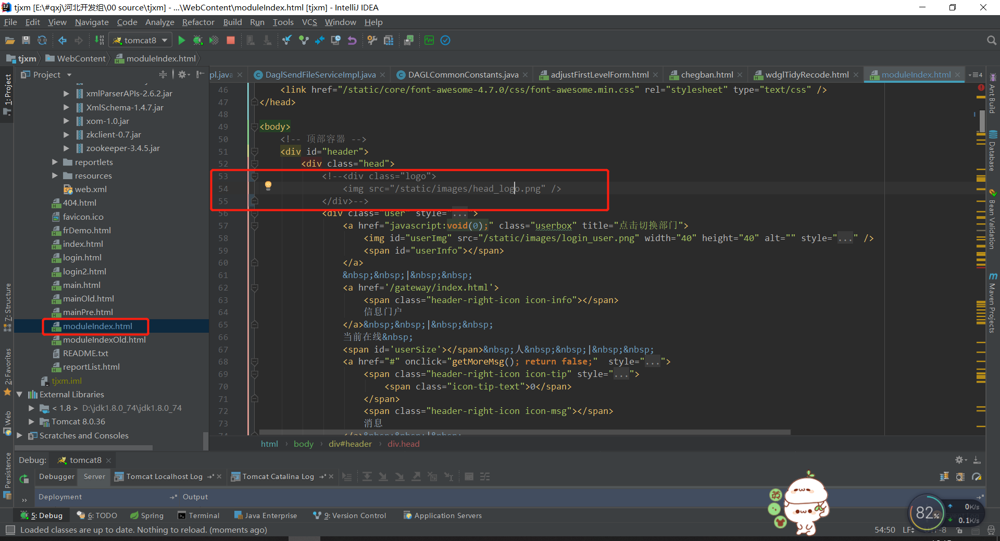 tjxm [E:\#qxj\河北开发组\00 source\tjxm] - ...\WebContent\moduleIndex.html [tjxm] - IntelliJ IDEA
File Edit View Navigate Code Analyze Refactor Build Run Tools VCS Window Help
tomcat8
tjxm WebContent moduleIndex.html
Project
pl.java DaglSendFileServiceImpl.java DAGLCommonConstants.java adjustFirstLevelForm.html chegban.html wdglTidyRecode.html moduleIndex.html 4
1: Project
7: Structure
2: Favorites
Web
Persistence
xmlParserAPIs-2.6.2.jar
XmlSchema-1.4.7.jar
xom-1.0.jar
zkclient-0.7.jar
zookeeper-3.4.5.jar
reportlets
resources
web.xml
404.html
favicon.ico
frDemo.html
index.html
login.html
login2.html
main.html
mainOld.html
mainPre.html
moduleIndex.html
moduleIndexOld.html
README.txt
reportList.html
tjxm.iml
External Libraries
< 1.8 > D:\jdk1.8.0_74\jdk1.8.0_74
Tomcat 8.0.36
Scratches and Consoles
46 <link href="/static/core/font-awesome-4.7.0/css/font-awesome.min.css" rel="stylesheet" type="text/css" />
47 </head>
48
49 <body>
50 <!-- 顶部容器 -->
51 <div id="header">
52 <div class="head">
53 <!--<div class="logo">
54 <img src="/static/images/head_logo.png" />
55 </div>-->
56 <div class="user" style="...">
57 <a href="javascript:void(0);" class="userbox" title="点击切换部门">
58 <img id="userImg" src="/static/images/login_user.png" width="40" height="40" alt="" style="..." />
59 <span id="userInfo"></span>
60 </a>
61 &nbsp;&nbsp;|&nbsp;&nbsp;
62 <a href='/gateway/index.html'>
63 <span class="header-right-icon icon-info"></span>
64 信息门户
65 </a>&nbsp;&nbsp;|&nbsp;&nbsp;
66 当前在线&nbsp;
67 <span id='userSize'></span>&nbsp;人&nbsp;&nbsp;|&nbsp;&nbsp;
68 <a href="#" onclick="getMoreMsg(); return false;"  style="...">
69 <span class="header-right-icon icon-tip" style="...">
70 <span class="icon-tip-text">0</span>
71 </span>
72 <span class="header-right-icon icon-msg"></span>
73 消息
74 </a>&nbsp;&nbsp;|&nbsp;
html › body › div#header › div.head
Ant Build
Database
Bean Validation
Maven Projects
Debug: tomcat8
Debugger Server Tomcat Localhost Log Tomcat Catalina Log
Deployment Output
5: Debug 6: TODO Spring Terminal Java Enterprise 9: Version Control Application Servers
82% 0K/s
0.1K/s
Loaded classes are up to date. Nothing to reload. (moments ago)
54:50 LF